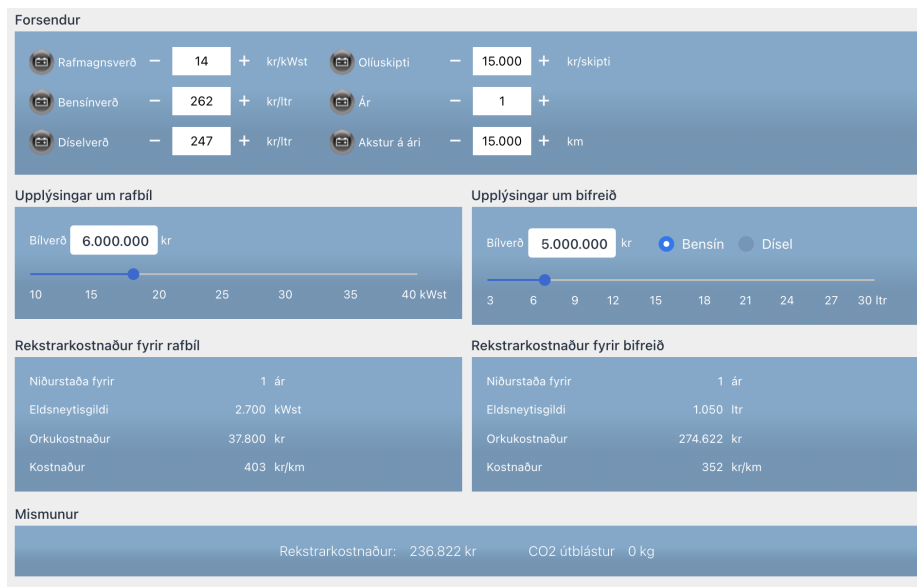 Forsendur
Rafmagnsverð − 14 + kr/kWst Olíuskipti − 15.000 + kr/skipti
Bensínverð − 262 + kr/ltr Ár − 1 +
Díselverð − 247 + kr/ltr Akstur á ári − 15.000 + km
Upplýsingar um rafbíl
Bílverð 6.000.000 kr
10 15 20 25 30 35 40 kWst
Upplýsingar um bifreið
Bílverð 5.000.000 kr Bensín Dísel
3 6 9 12 15 18 21 24 27 30 ltr
Rekstrarkostnaður fyrir rafbíl
Niðurstaða fyrir 1 ár
Eldsneytisgildi 2.700 kWst
Orkukostnaður 37.800 kr
Kostnaður 403 kr/km
Rekstrarkostnaður fyrir bifreið
Niðurstaða fyrir 1 ár
Eldsneytisgildi 1.050 ltr
Orkukostnaður 274.622 kr
Kostnaður 352 kr/km
Mismunur
Rekstrarkostnaður: 236.822 kr CO2 útblástur 0 kg